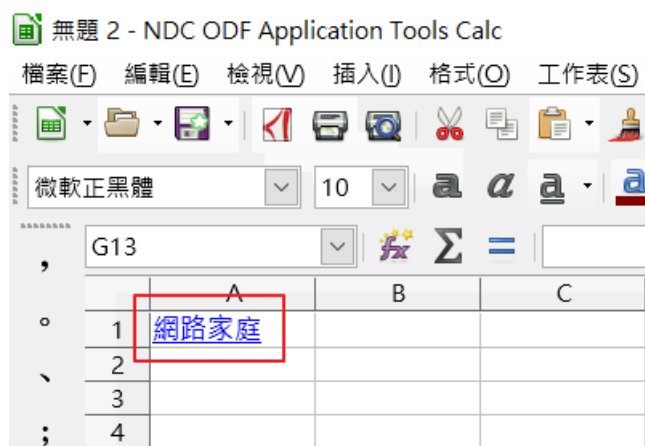 無題 2 - NDC ODF Application Tools Calc
檔案(F) 編輯(E) 檢視(V) 插入(I) 格式(O) 工作表(S)
微軟正黑體 10 a a a a
G13 fx Σ =
，
A B C
。 1 網路家庭
2
、 3
； 4